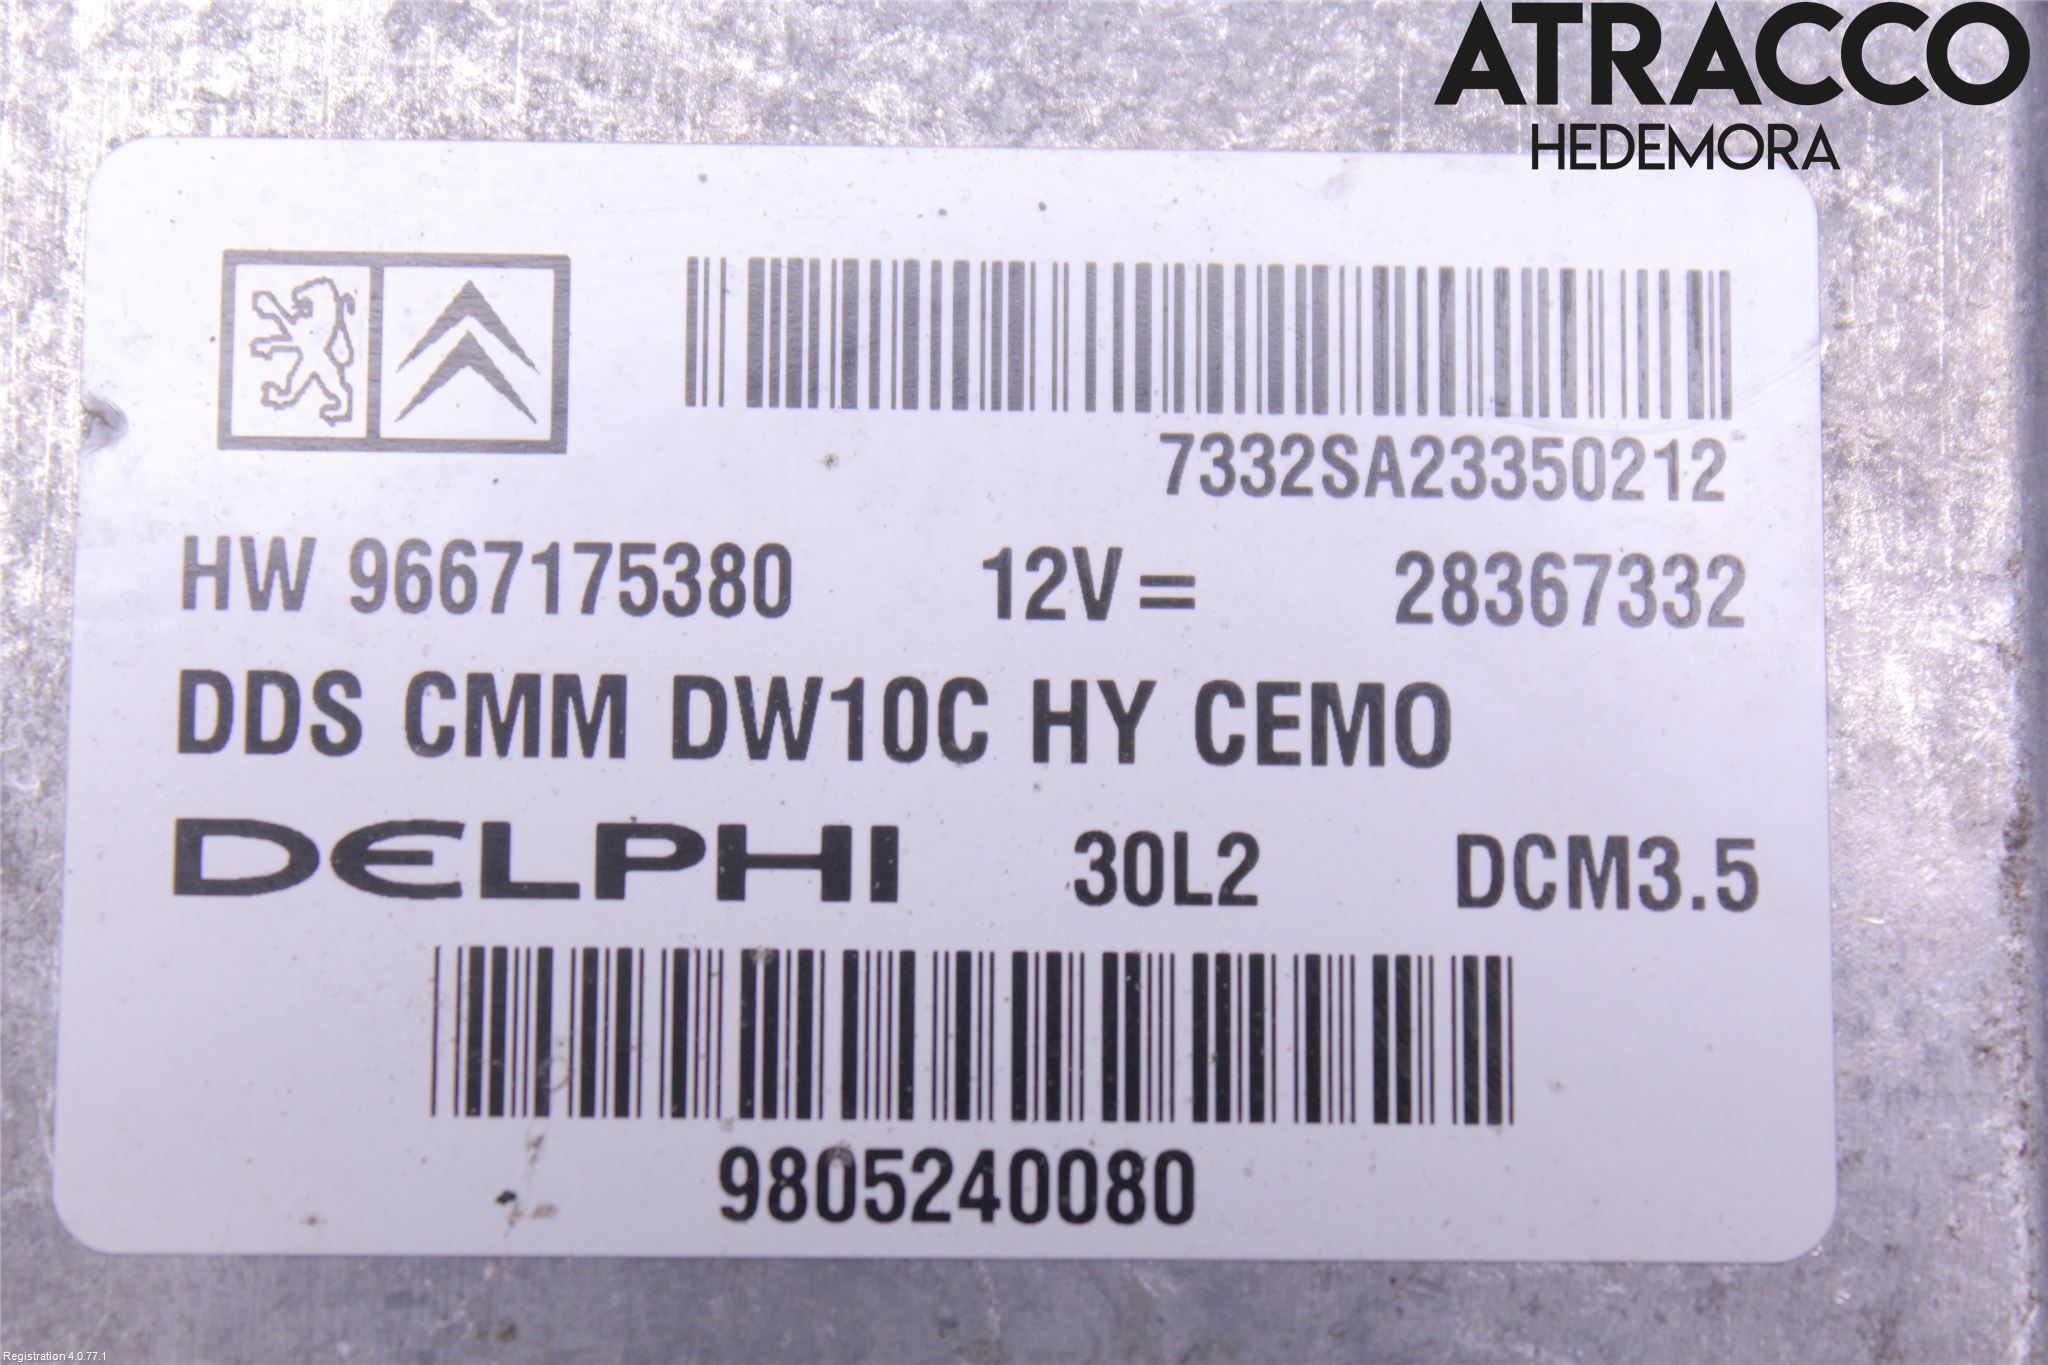 ATRACCO
HEDEMORA
7332SA23350212
HW 9667175380 12V= 28367332
DDS CMM DW10C HY CEMO
DELPHI 30L2 DCM3.5
9805240080
Registration 4.0.77.1